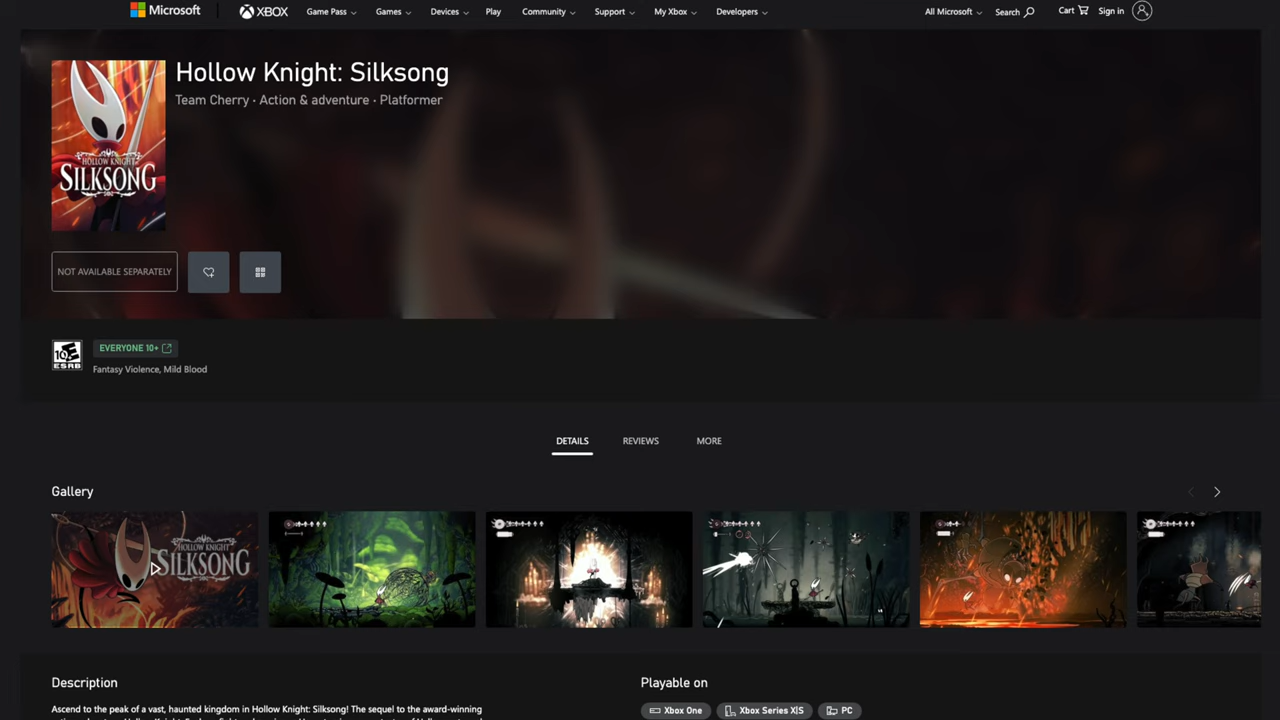 Microsoft
XBOX
Game Pass
Games
Devices
Play
Community
Support
My Xbox
Developers
All Microsoft
Search
Cart
Sign in
HOLLOW KNIGHT
SILKSONG
Hollow Knight: Silksong
Team Cherry · Action & adventure · Platformer
NOT AVAILABLE SEPARATELY
10+
ESRB
EVERYONE 10+
Fantasy Violence, Mild Blood
DETAILS
REVIEWS
MORE
Gallery
HOLLOW KNIGHT
SILKSONG
Description
Ascend to the peak of a vast, haunted kingdom in Hollow Knight: Silksong! The sequel to the award-winning
Playable on
Xbox One
Xbox Series X|S
PC